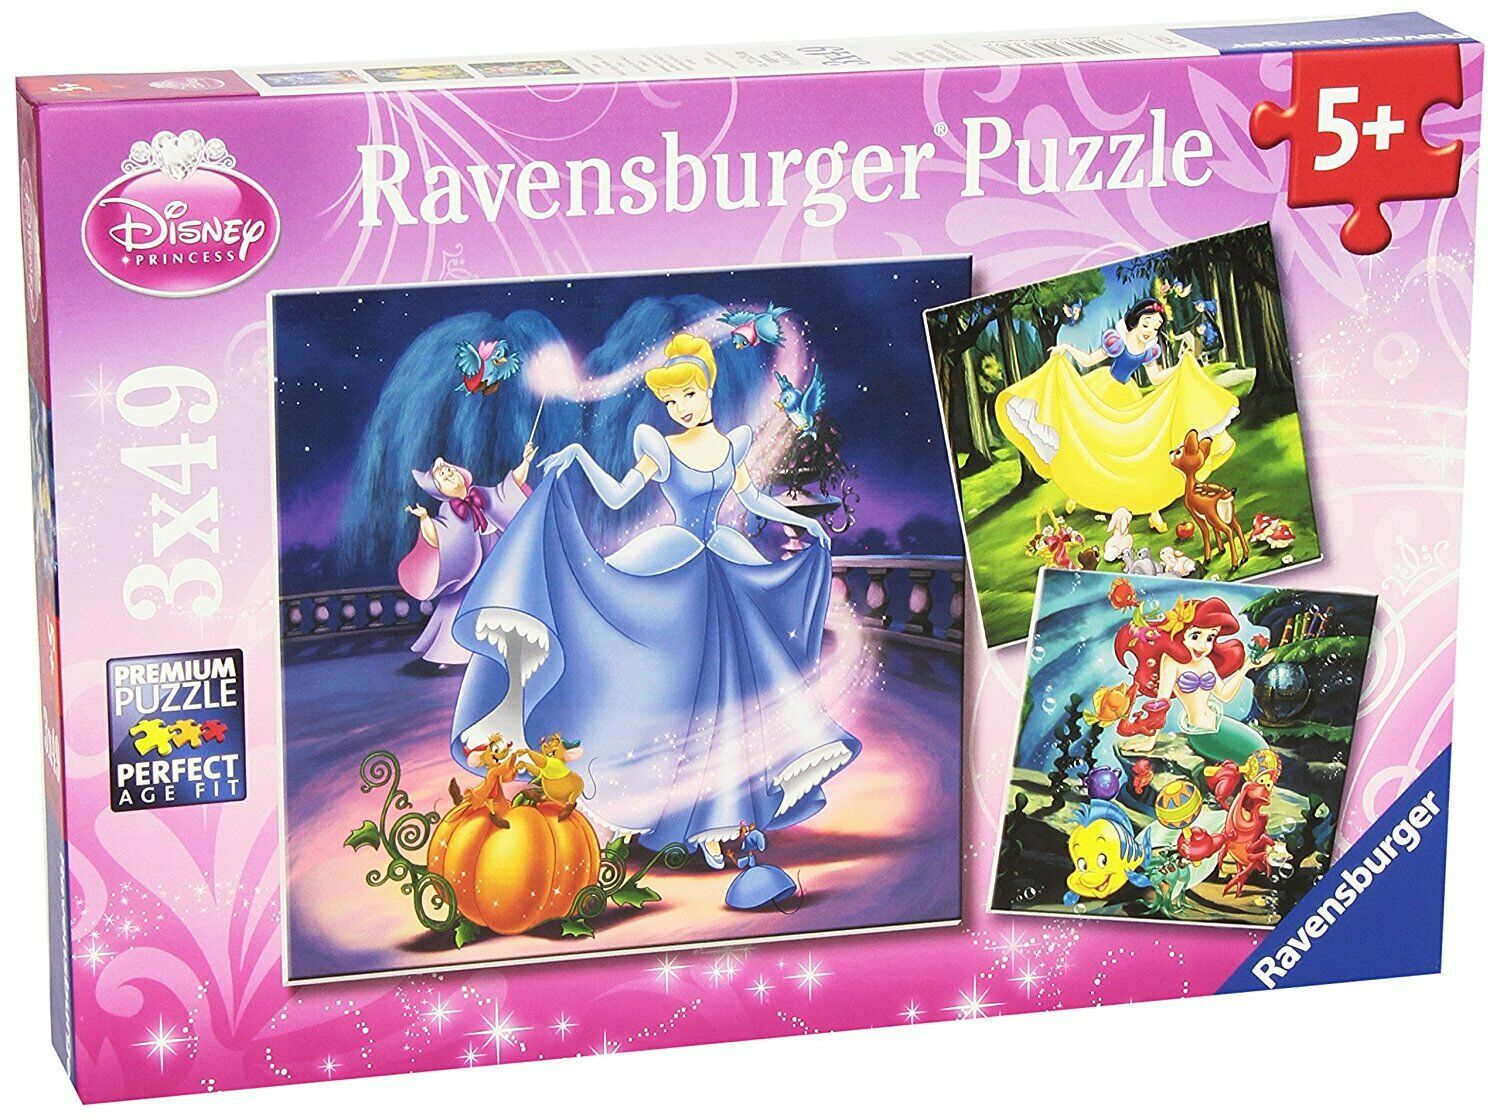 Ravensburger® Puzzle
5+
Disney
PRINCESS
3x49
PREMIUM
PUZZLE
PERFECT
AGE FIT
Ravensburger